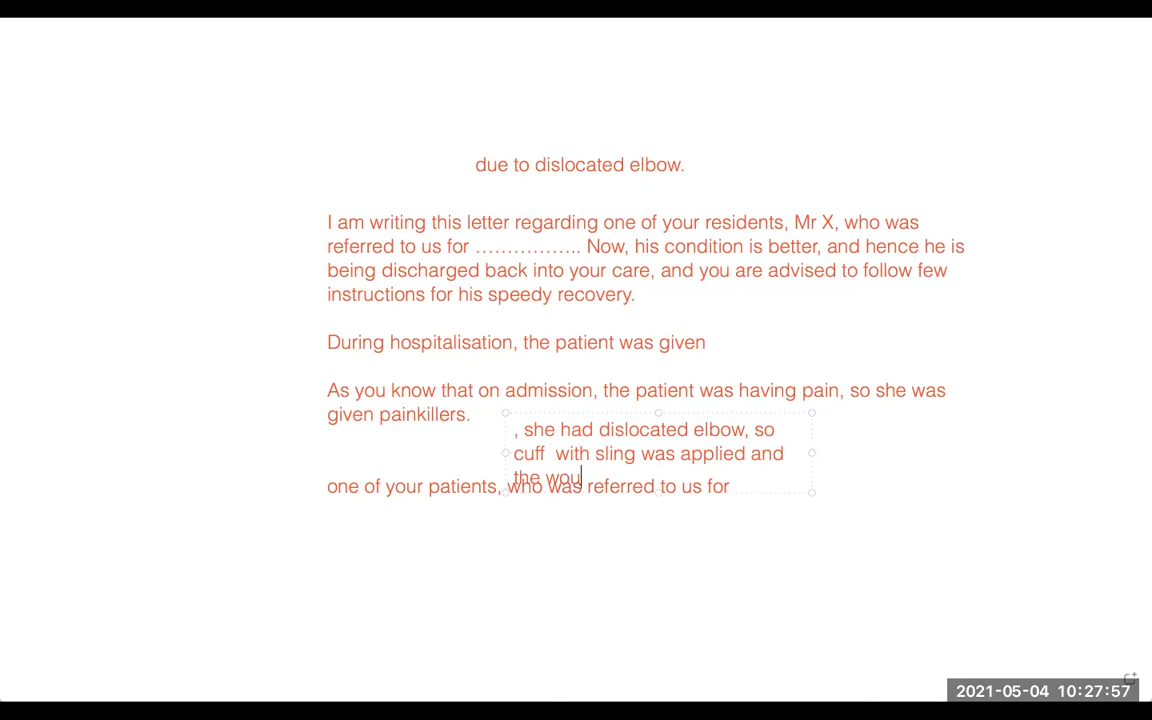 due to dislocated elbow.
I am writing this letter regarding one of your residents, Mr X, who was
referred to us for …………….. Now, his condition is better, and hence he is
being discharged back into your care, and you are advised to follow few
instructions for his speedy recovery.
During hospitalisation, the patient was given
As you know that on admission, the patient was having pain, so she was
given painkillers.
, she had dislocated elbow, so
cuff  with sling was applied and
the wou
one of your patients, who was referred to us for
2021-05-04 10:27:57